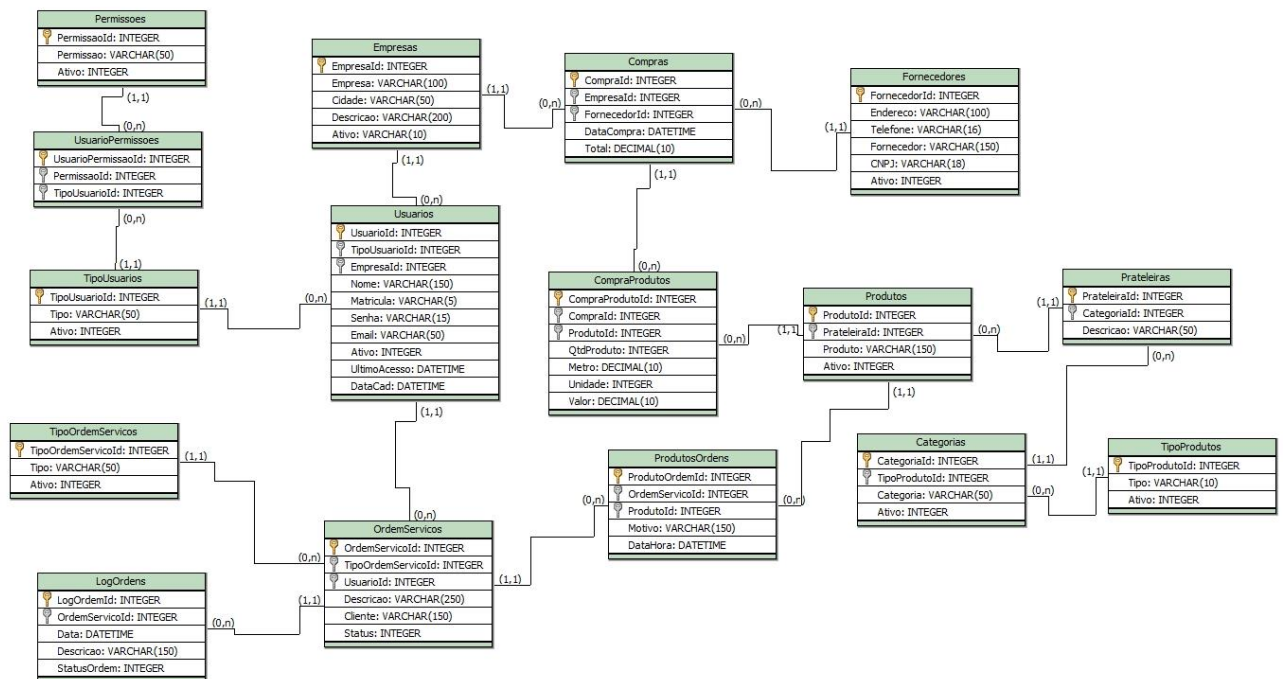 Permissoes
PermissaoId: INTEGER
Permissao: VARCHAR(50)
Ativo: INTEGER
(1,1)
(0,n)
UsuarioPermissoes
UsuarioPermissaoId: INTEGER
PermissaoId: INTEGER
TipoUsuarioId: INTEGER
(0,n)
(1,1)
TipoUsuarios
TipoUsuarioId: INTEGER
Tipo: VARCHAR(50)
Ativo: INTEGER
(1,1)
(0,n)
Empresas
EmpresaId: INTEGER
Empresa: VARCHAR(100)
Cidade: VARCHAR(50)
Descricao: VARCHAR(200)
Ativo: VARCHAR(10)
(1,1)
(0,n)
(1,1)
(0,n)
Usuarios
UsuarioId: INTEGER
TipoUsuarioId: INTEGER
EmpresaId: INTEGER
Nome: VARCHAR(150)
Matricula: VARCHAR(5)
Senha: VARCHAR(15)
Email: VARCHAR(50)
Ativo: INTEGER
UltimoAcesso: DATETIME
DataCad: DATETIME
(1,1)
(0,n)
Compras
CompraId: INTEGER
EmpresaId: INTEGER
FornecedorId: INTEGER
DataCompra: DATETIME
Total: DECIMAL(10)
(0,n)
(1,1)
(1,1)
(0,n)
Fornecedores
FornecedorId: INTEGER
Endereco: VARCHAR(100)
Telefone: VARCHAR(16)
Fornecedor: VARCHAR(150)
CNPJ: VARCHAR(18)
Ativo: INTEGER
CompraProdutos
CompraProdutoId: INTEGER
CompraId: INTEGER
ProdutoId: INTEGER
QtdProduto: INTEGER
Metro: DECIMAL(10)
Unidade: INTEGER
Valor: DECIMAL(10)
(0,n)
(1,1)
Produtos
ProdutoId: INTEGER
PrateleiraId: INTEGER
Produto: VARCHAR(150)
Ativo: INTEGER
(0,n)
(1,1)
(1,1)
(0,n)
Prateleiras
PrateleiraId: INTEGER
CategoriaId: INTEGER
Descricao: VARCHAR(50)
(0,n)
(1,1)
Categorias
CategoriaId: INTEGER
TipoProdutoId: INTEGER
Categoria: VARCHAR(50)
Ativo: INTEGER
(0,n)
(1,1)
TipoProdutos
TipoProdutoId: INTEGER
Tipo: VARCHAR(10)
Ativo: INTEGER
TipoOrdemServicos
TipoOrdemServicoId: INTEGER
Tipo: VARCHAR(50)
Ativo: INTEGER
(1,1)
(0,n)
OrdemServicos
OrdemServicoId: INTEGER
TipoOrdemServicoId: INTEGER
UsuarioId: INTEGER
Descricao: VARCHAR(250)
Cliente: VARCHAR(150)
Status: INTEGER
(1,1)
(0,n)
ProdutosOrdens
ProdutoOrdemId: INTEGER
OrdemServicoId: INTEGER
ProdutoId: INTEGER
Motivo: VARCHAR(150)
DataHora: DATETIME
LogOrdens
LogOrdemId: INTEGER
OrdemServicoId: INTEGER
Data: DATETIME
Descricao: VARCHAR(150)
StatusOrdem: INTEGER
(0,n)
(1,1)